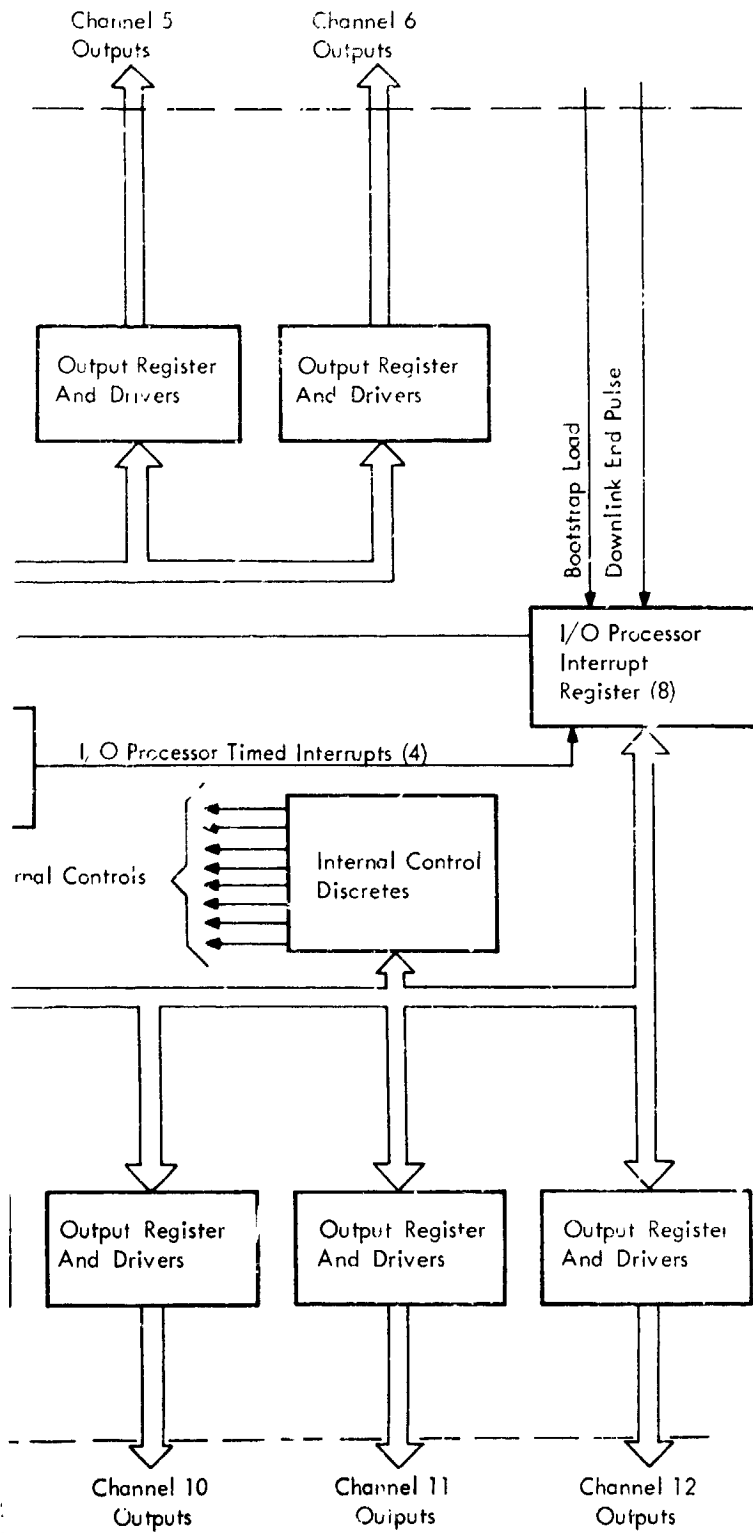 Channel 5
Outputs
Channel 6
Outputs
Output Register
And Drivers
Output Register
And Drivers
Bootstrap Load
Downlink End Pulse
I/O Processor
Interrupt
Register (8)
I/O Processor Timed Interrupts (4)
rnal Controls
Internal Control
Discretes
Output Register
And Drivers
Output Register
And Drivers
Output Register
And Drivers
Channel 10
Outputs
Channel 11
Outputs
Channel 12
Outputs